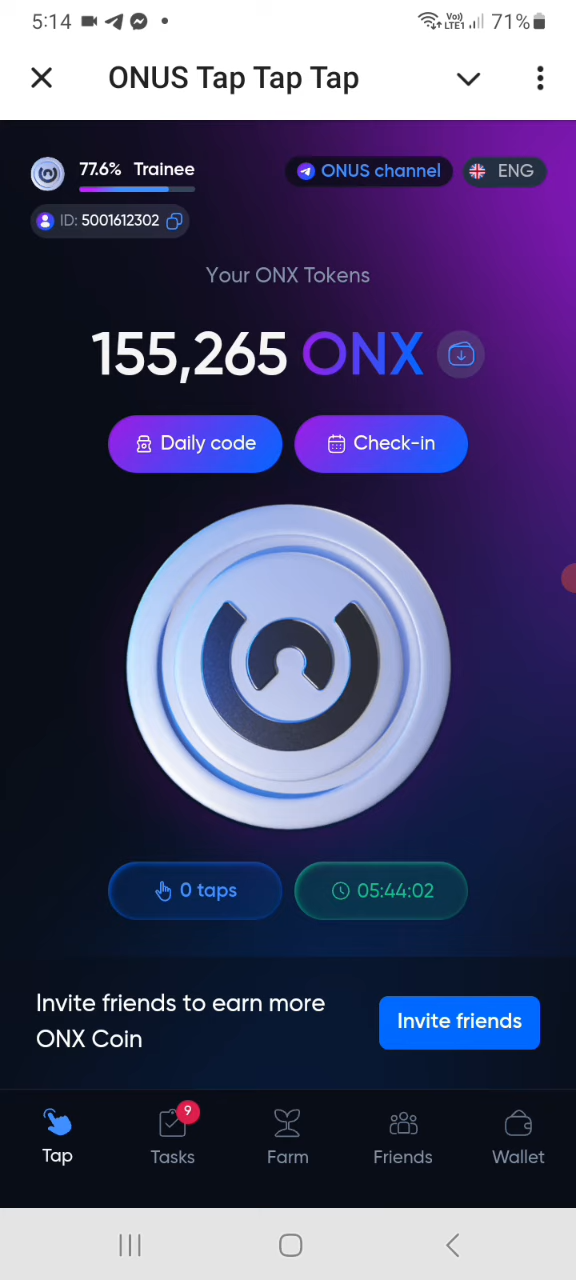 5:14
Vo)) LTE1 71%
ONUS Tap Tap Tap
77.6% Trainee
ONUS channel
ENG
ID: 5001612302
Your ONX Tokens
155,265 ONX
Daily code
Check-in
0 taps
05:44:02
Invite friends to earn more
ONX Coin
Invite friends
9
Tap
Tasks
Farm
Friends
Wallet